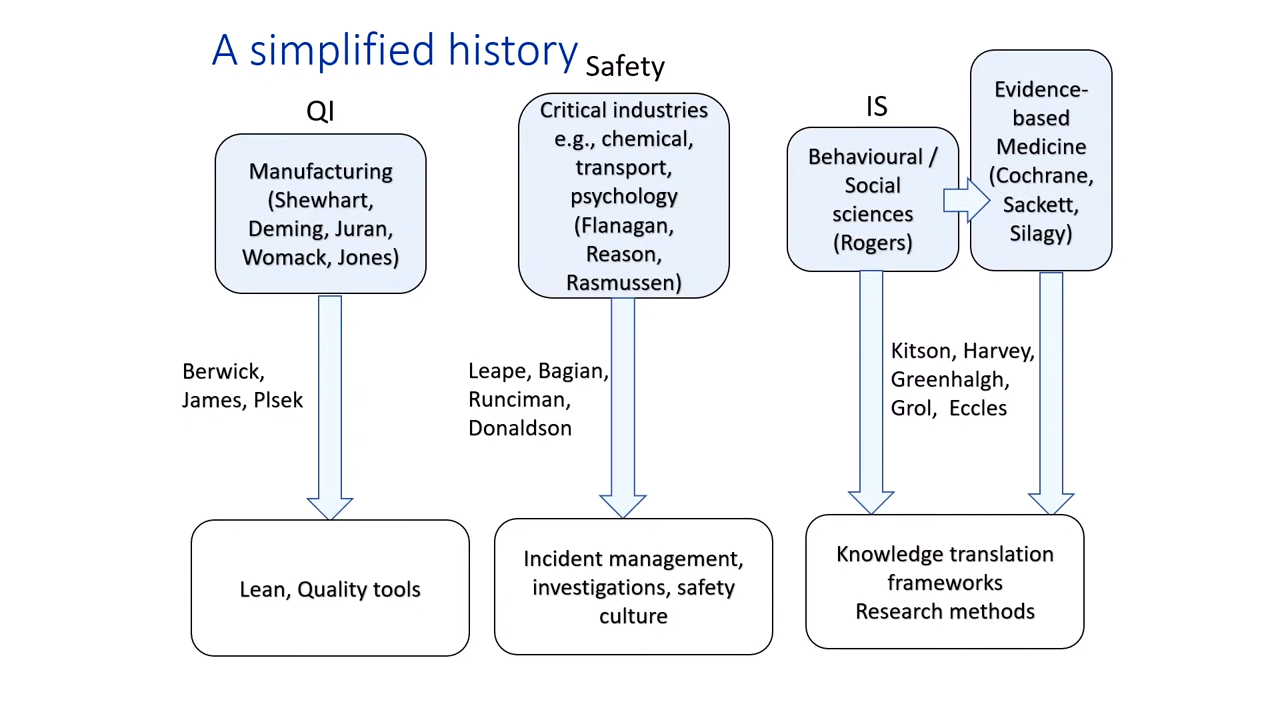 A simplified history
QI
Manufacturing
(Shewhart,
Deming, Juran,
Womack, Jones)
Berwick,
James, Plsek
Lean, Quality tools
Safety
Critical industries
e.g., chemical,
transport,
psychology
(Flanagan,
Reason,
Rasmussen)
Leape, Bagian,
Runciman,
Donaldson
Incident management,
investigations, safety
culture
IS
Behavioural /
Social
sciences
(Rogers)
Evidence-
based
Medicine
(Cochrane,
Sackett,
Silagy)
Kitson, Harvey,
Greenhalgh,
Grol, Eccles
Knowledge translation
frameworks
Research methods